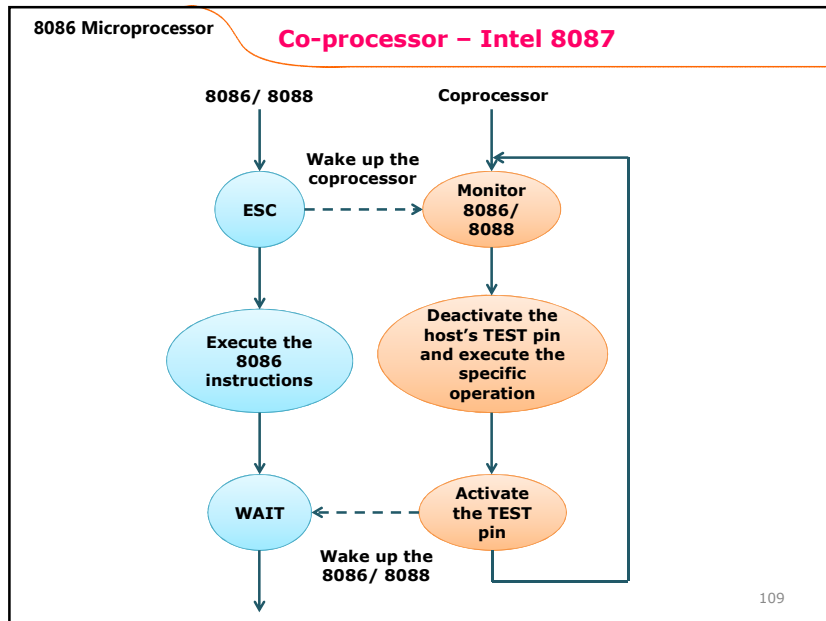 8086 Microprocessor
Co-processor – Intel 8087
8086/ 8088
Coprocessor
Wake up the
coprocessor
ESC
Monitor
8086/
8088
Execute the
8086
instructions
Deactivate the
host’s TEST pin
and execute the
specific
operation
WAIT
Activate
the TEST
pin
Wake up the
8086/ 8088
109